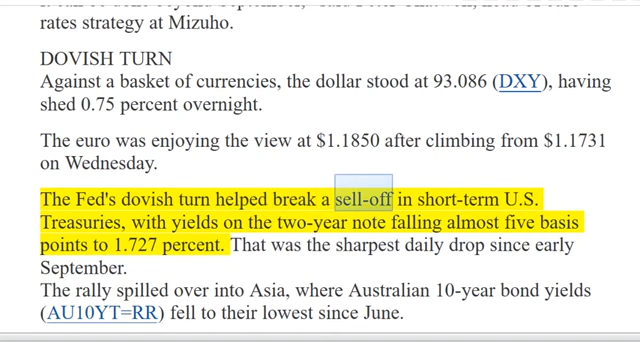 rates strategy at Mizuho.
DOVISH TURN
Against a basket of currencies, the dollar stood at 93.086 (DXY), having
shed 0.75 percent overnight.
The euro was enjoying the view at $1.1850 after climbing from $1.1731
on Wednesday.
The Fed's dovish turn helped break a sell-off in short-term U.S.
Treasuries, with yields on the two-year note falling almost five basis
points to 1.727 percent. That was the sharpest daily drop since early
September.
The rally spilled over into Asia, where Australian 10-year bond yields
(AU10YT=RR) fell to their lowest since June.